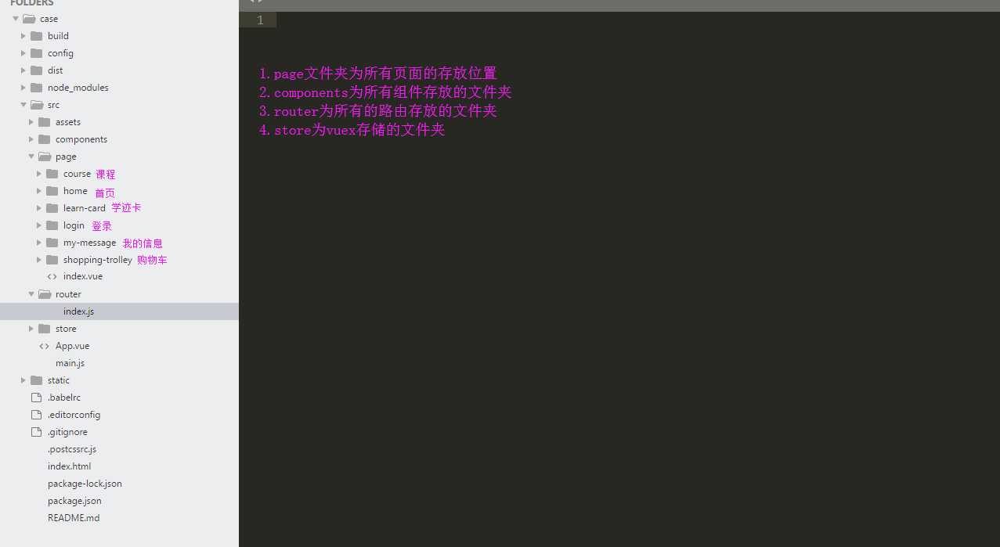 FOLDERS
case
build
config
dist
node_modules
src
assets
components
page
course 课程
home 首页
learn-card 学迹卡
login 登录
my-message 我的信息
shopping-trolley 购物车
index.vue
router
index.js
store
App.vue
main.js
static
.babelrc
.editorconfig
.gitignore
.postcssrc.js
index.html
package-lock.json
package.json
README.md
1
1.page文件夹为所有页面的存放位置
2.components为所有组件存放的文件夹
3.router为所有的路由存放的文件夹
4.store为vuex存储的文件夹